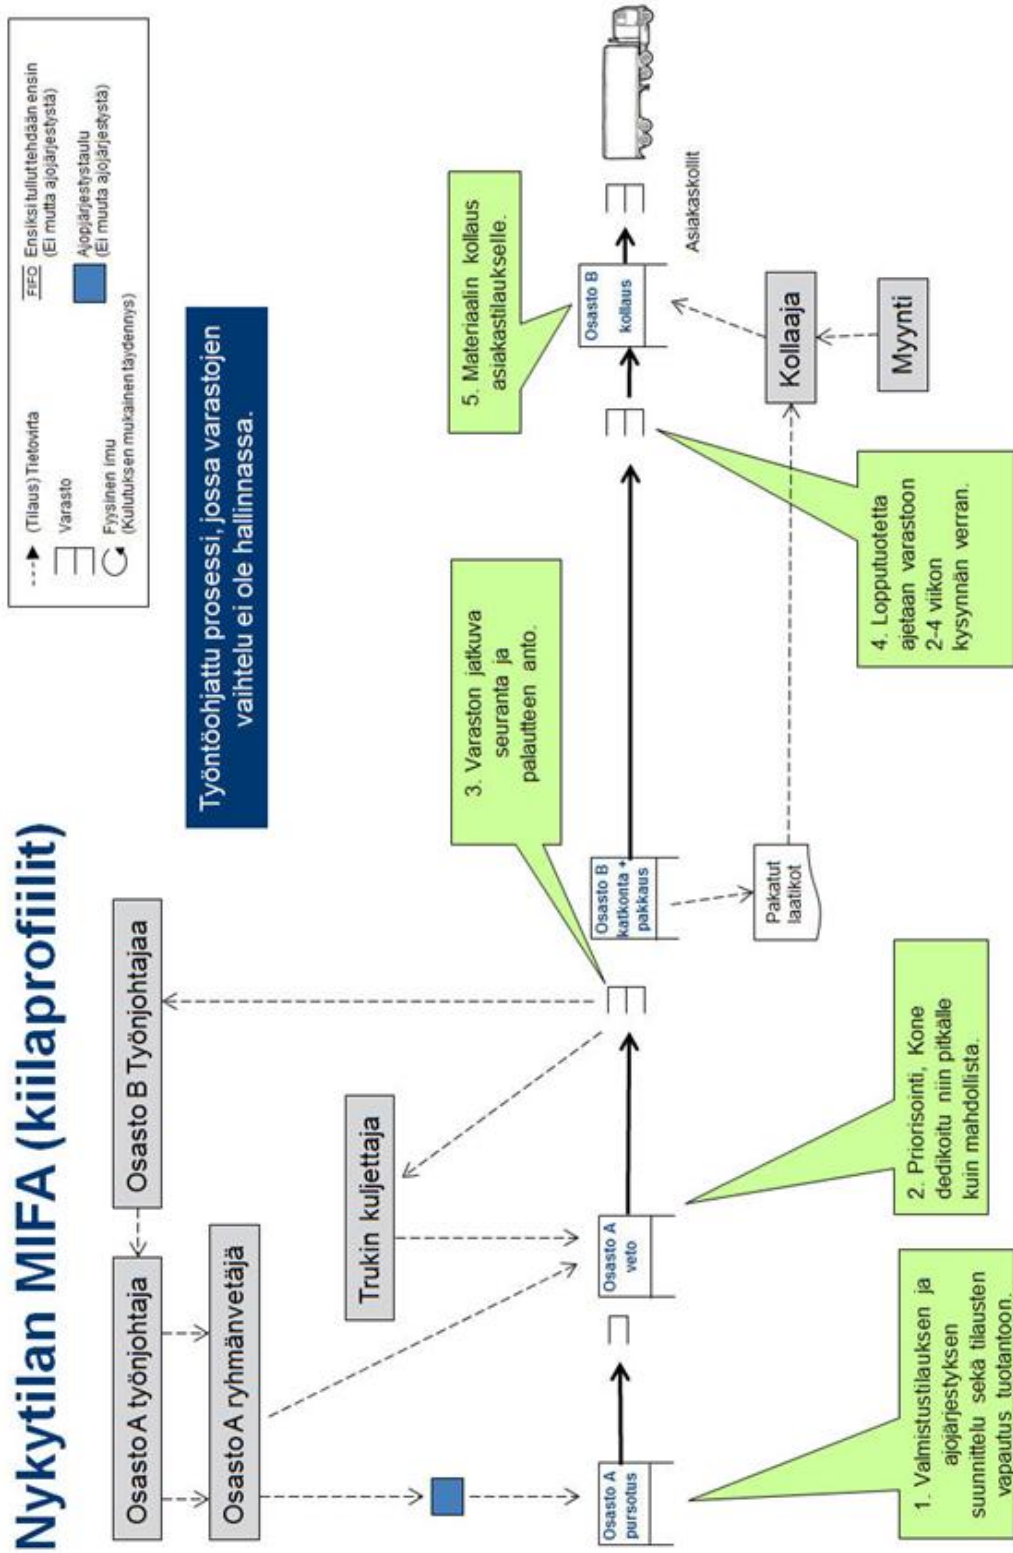 Nykytilan MIFA (kiilaprofiilit)
(Tilaus) Tietovirta
Varasto
Fyysinen imu
(Kulutuksen mukainen täydennys)
FIFO
Ensiksi tullut tehdään ensin
(Ei mutta ajojärjestystä)
Ajopjärjestystaulu
(Ei muuta ajojärjestystä)
Työntöohjattu prosessi, jossa varastojen
vaihtelu ei ole hallinnassa.
Osasto A työnjohtaja
Osasto B Työnjohtajaa
Osasto A ryhmänvetäjä
Trukin kuljettaja
3. Varaston jatkuva
seuranta ja
palautteen anto.
5. Materiaalin kollaus
asiakastilaukselle.
Osasto A
pursotus
Osasto A
veto
Osasto B
katkonta +
pakkaus
Osasto B
kollaus
Asiakaskollit
Pakatut
laatikot
Kollaaja
Myynti
1. Valmistustilauksen ja
ajojärjestyksen
suunnittelu sekä tilausten
vapautus tuotantoon.
2. Priorisointi, Kone
dedikoitu niin pitkälle
kuin mahdollista.
4. Lopputuotetta
ajetaan varastoon
2-4 viikon
kysynnän verran.